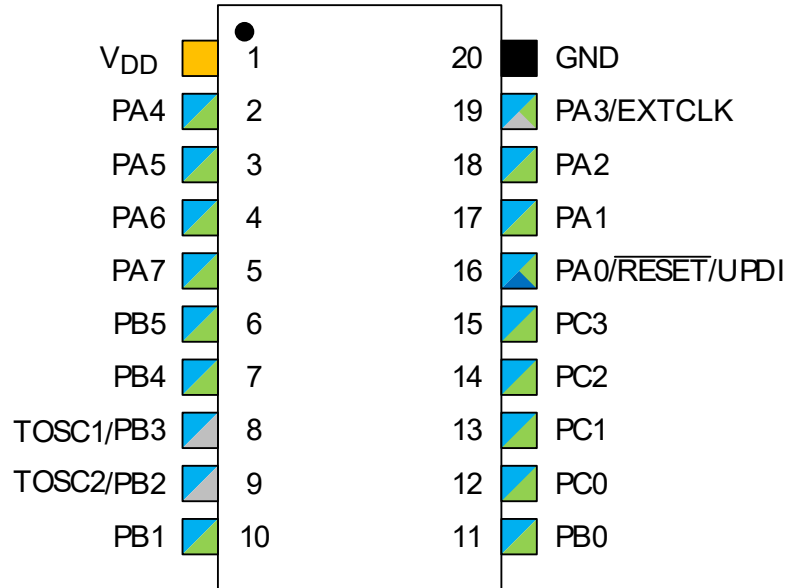 VDD 1 20 GND
PA4 2 19 PA3/EXTCLK
PA5 3 18 PA2
PA6 4 17 PA1
PA7 5 16 PA0/RESET/UPDI
PB5 6 15 PC3
PB4 7 14 PC2
TOSC1/PB3 8 13 PC1
TOSC2/PB2 9 12 PC0
PB1 10 11 PB0